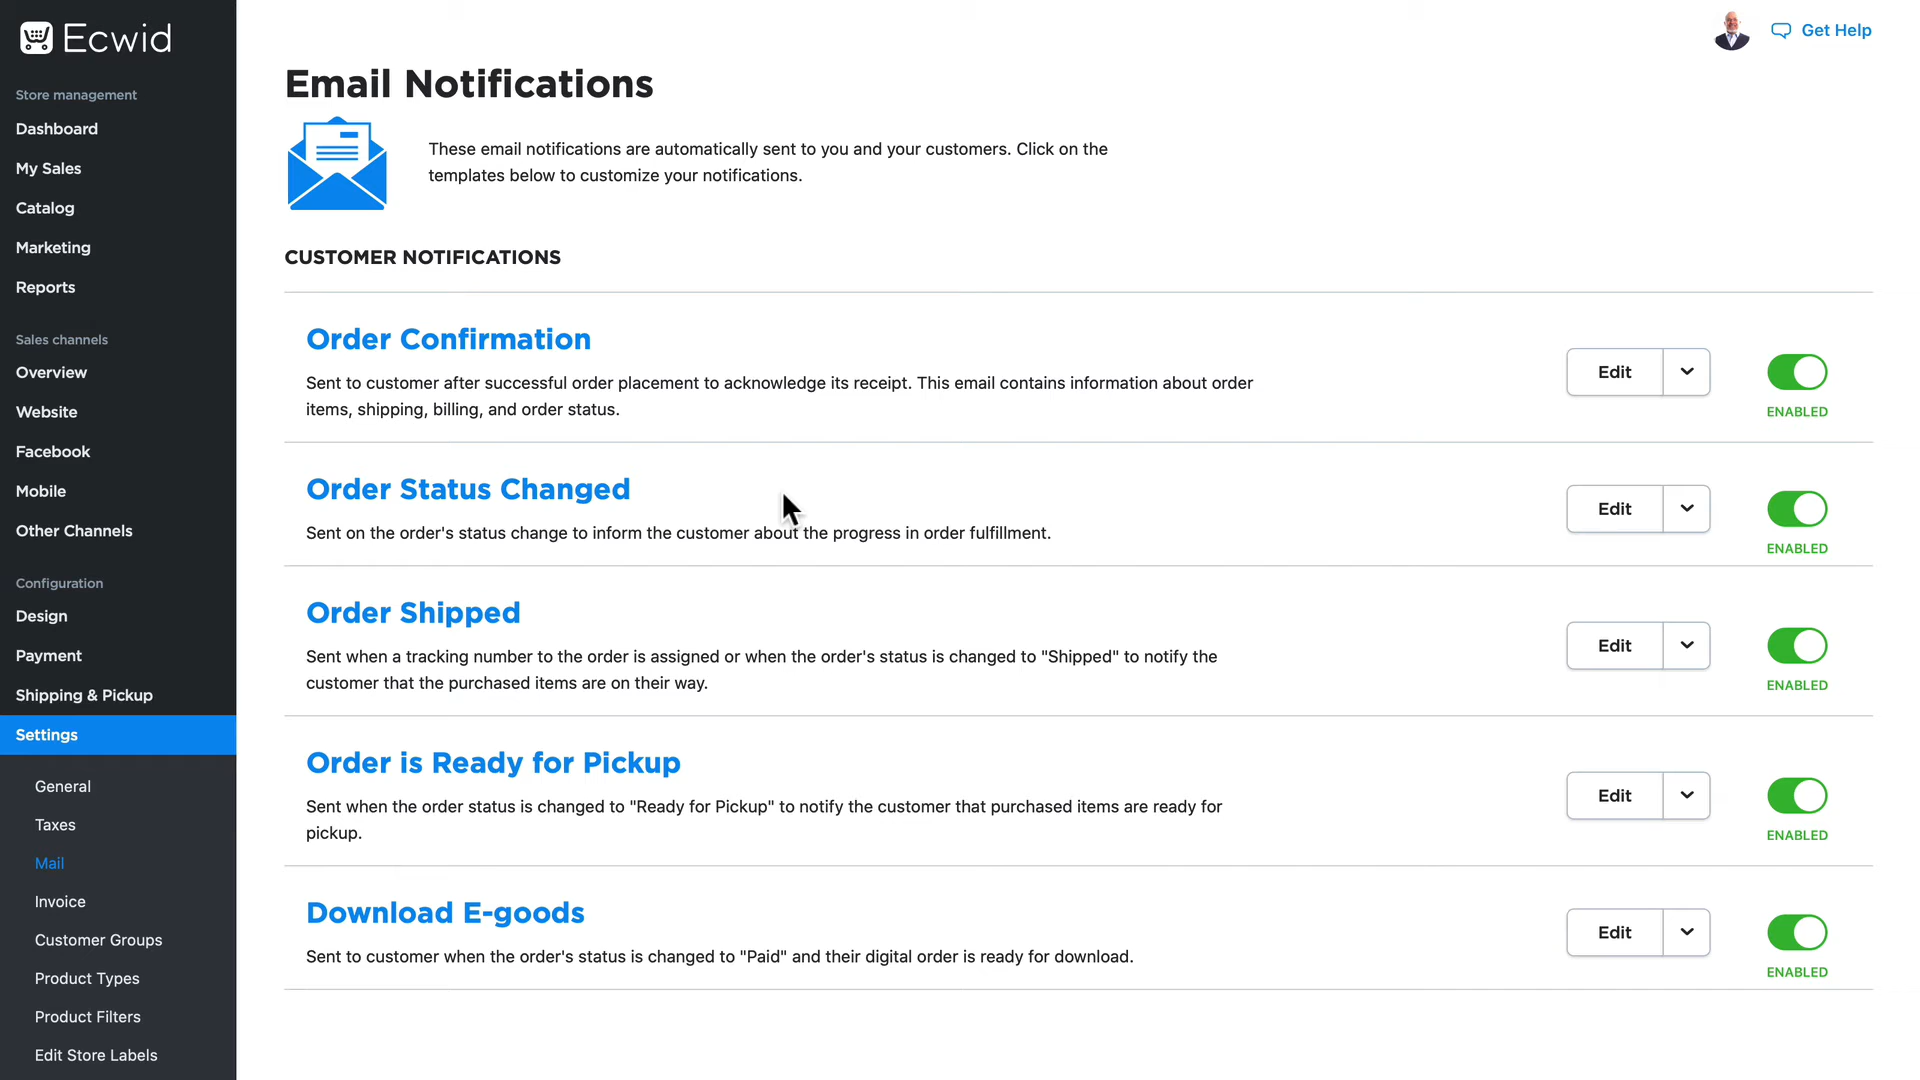 Ecwid
Store management
Dashboard
My Sales
Catalog
Marketing
Reports
Sales channels
Overview
Website
Facebook
Mobile
Other Channels
Configuration
Design
Payment
Shipping & Pickup
Settings
General
Taxes
Mail
Invoice
Customer Groups
Product Types
Product Filters
Edit Store Labels
Get Help
Email Notifications
These email notifications are automatically sent to you and your customers. Click on the
templates below to customize your notifications.
CUSTOMER NOTIFICATIONS
Order Confirmation
Sent to customer after successful order placement to acknowledge its receipt. This email contains information about order
items, shipping, billing, and order status.
Edit
ENABLED
Order Status Changed
Sent on the order's status change to inform the customer about the progress in order fulfillment.
Edit
ENABLED
Order Shipped
Sent when a tracking number to the order is assigned or when the order's status is changed to "Shipped" to notify the
customer that the purchased items are on their way.
Edit
ENABLED
Order is Ready for Pickup
Sent when the order status is changed to "Ready for Pickup" to notify the customer that purchased items are ready for
pickup.
Edit
ENABLED
Download E-goods
Sent to customer when the order's status is changed to "Paid" and their digital order is ready for download.
Edit
ENABLED